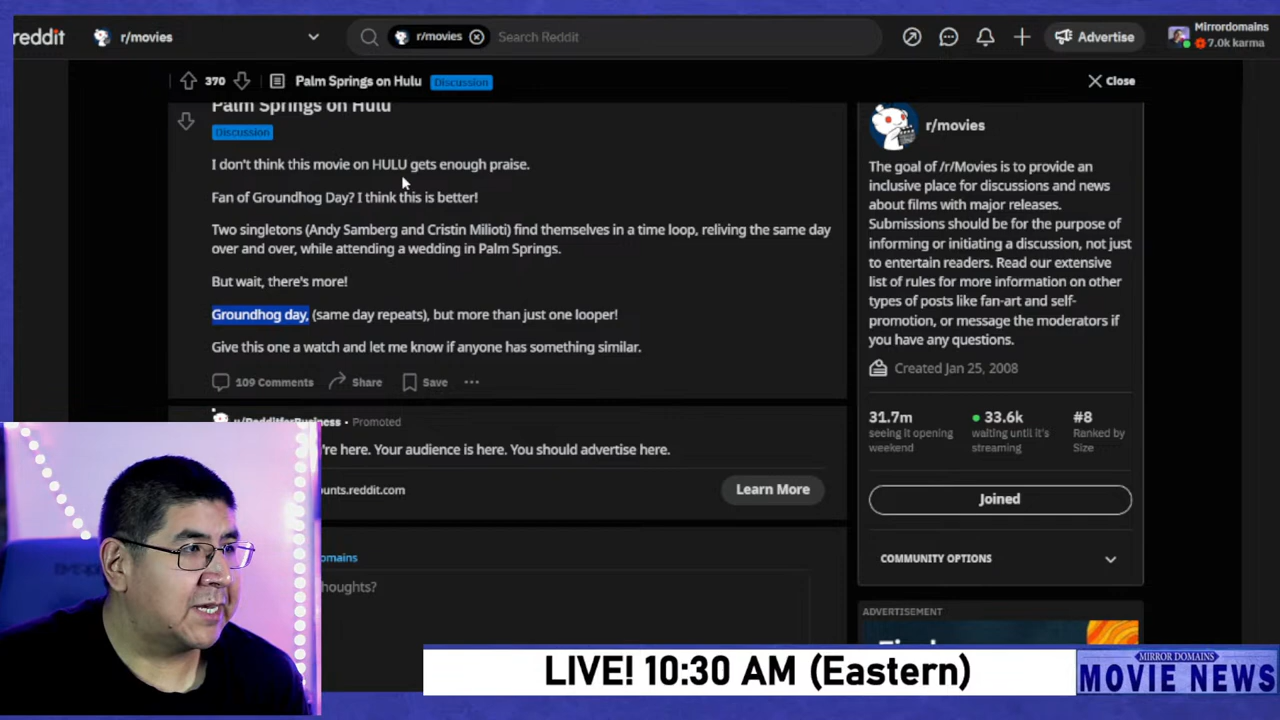 reddit
r/movies
r/movies
Search Reddit
Advertise
Mirrordomains
7.0k karma
370
Palm Springs on Hulu
Discussion
Close
Palm Springs on Hulu
Discussion
I don't think this movie on HULU gets enough praise.
Fan of Groundhog Day? I think this is better!
Two singletons (Andy Samberg and Cristin Milioti) find themselves in a time loop, reliving the same day
over and over, while attending a wedding in Palm Springs.
But wait, there's more!
Groundhog day, (same day repeats), but more than just one looper!
Give this one a watch and let me know if anyone has something similar.
109 Comments
Share
Save
u/RedditforBusiness • Promoted
're here. Your audience is here. You should advertise here.
unts.reddit.com
Learn More
omains
houghts?
r/movies
The goal of /r/Movies is to provide an
inclusive place for discussions and news
about films with major releases.
Submissions should be for the purpose of
informing or initiating a discussion, not just
to entertain readers. Read our extensive
list of rules for more information on other
types of posts like fan-art and self-
promotion, or message the moderators if
you have any questions.
Created Jan 25, 2008
31.7m
seeing it opening
weekend
33.6k
waiting until it's
streaming
#8
Ranked by
Size
Joined
COMMUNITY OPTIONS
ADVERTISEMENT
LIVE! 10:30 AM (Eastern)
MIRROR DOMAINS
MOVIE NEWS